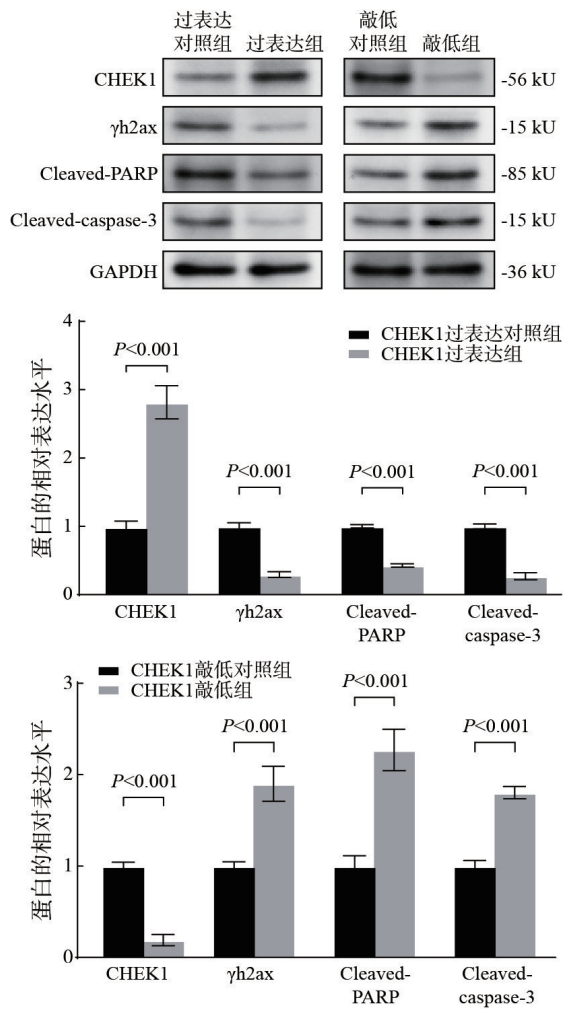 过表达
对照组 过表达组
敲低
对照组 敲低组
CHEK1 -56 kU
γh2ax -15 kU
Cleaved-PARP -85 kU
Cleaved-caspase-3 -15 kU
GAPDH -36 kU
蛋白的相对表达水平
4
3
2
1
0
CHEK1过表达对照组
CHEK1过表达组
P<0.001
P<0.001 P<0.001 P<0.001
CHEK1 γh2ax Cleaved- Cleaved-
PARP caspase-3
蛋白的相对表达水平
3
2
1
0
CHEK1敲低对照组
CHEK1敲低组
P<0.001
P<0.001 P<0.001
P<0.001
CHEK1 γh2ax Cleaved- Cleaved-
PARP caspase-3